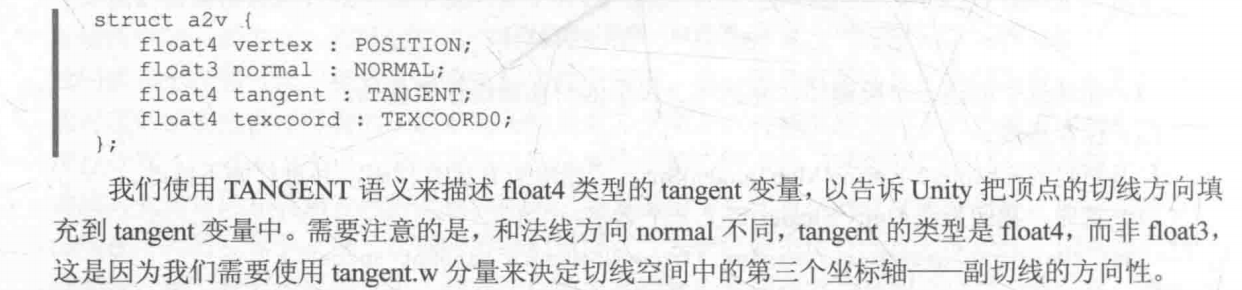 struct a2v {
float4 vertex : POSITION;
float3 normal : NORMAL;
float4 tangent : TANGENT;
float4 texcoord : TEXCOORD0;
};
我们使用 TANGENT 语义来描述 float4 类型的 tangent 变量，以告诉 Unity 把顶点的切线方向填
充到 tangent 变量中。需要注意的是，和法线方向 normal 不同，tangent 的类型是 float4，而非 float3，
这是因为我们需要使用 tangent.w 分量来决定切线空间中的第三个坐标轴——副切线的方向性。